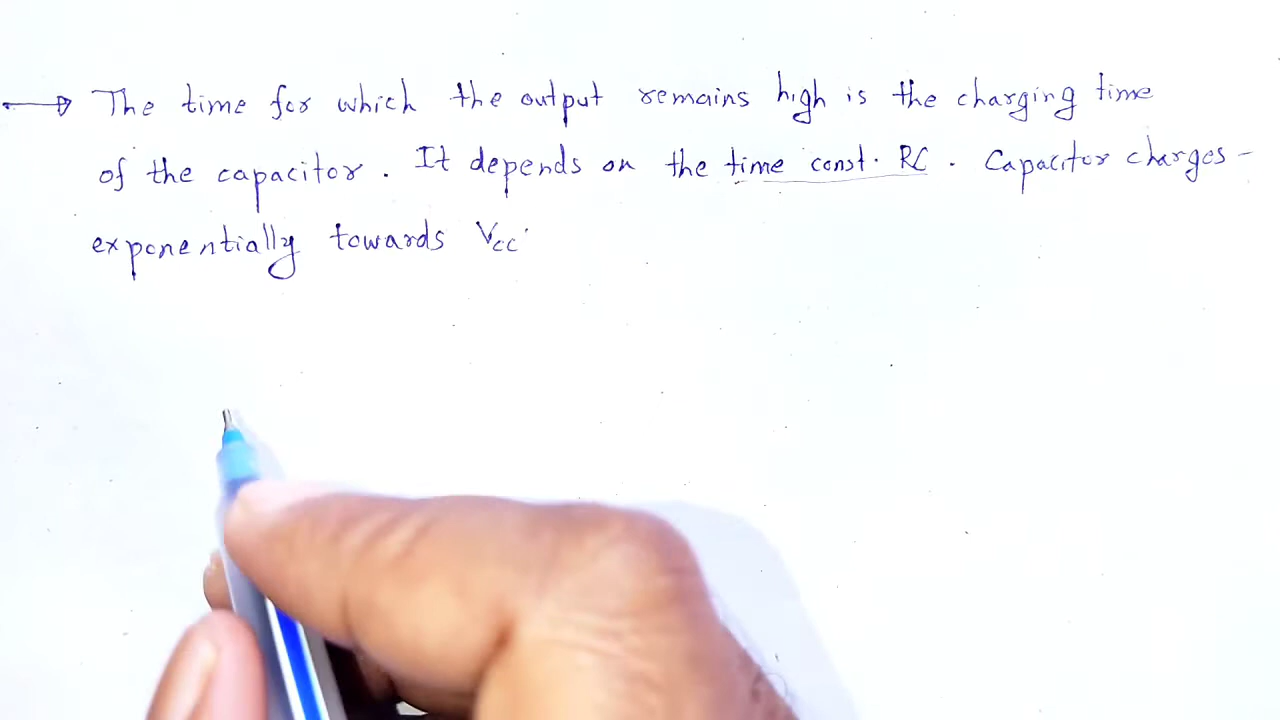 The time for which the output remains high is the charging time
of the capacitor. It depends on the time const. RC. Capacitor charges -
exponentially towards Vcc